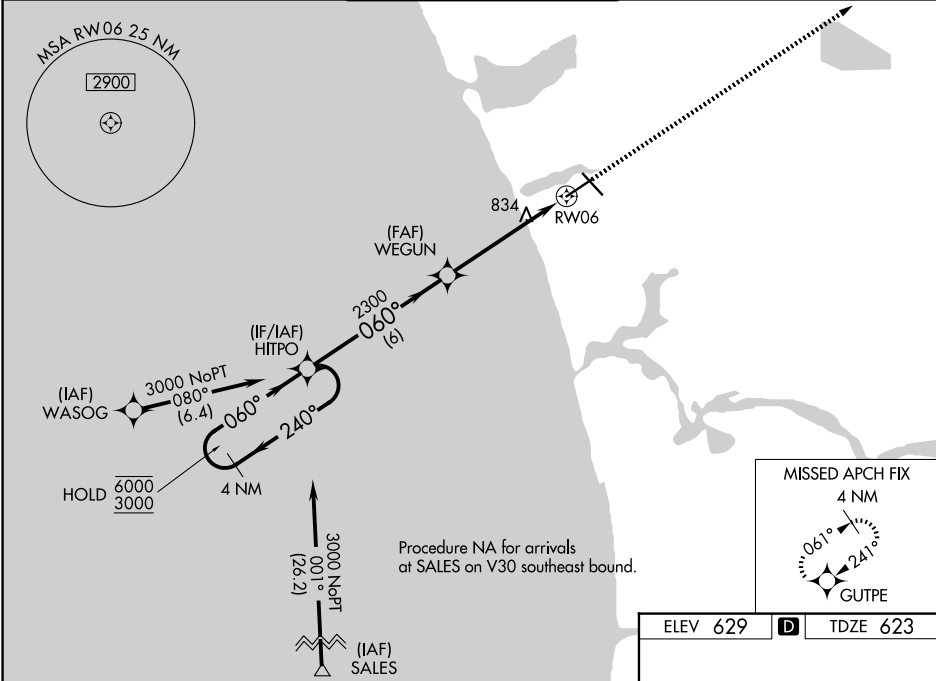 MSA RW06 25 NM
2900
834
RW06
(FAF)
WEGUN
2300
060°
(6)
(IF/IAF)
HITPO
3000 NoPT
080°
(6.4)
(IAF)
WASOG
060°
240°
HOLD
6000
3000
4 NM
3000 NoPT
001°
(26.2)
(IAF)
SALES
Procedure NA for arrivals
at SALES on V30 southeast bound.
MISSED APCH FIX
4 NM
061°
241°
GUTPE
ELEV 629
D
TDZE 623